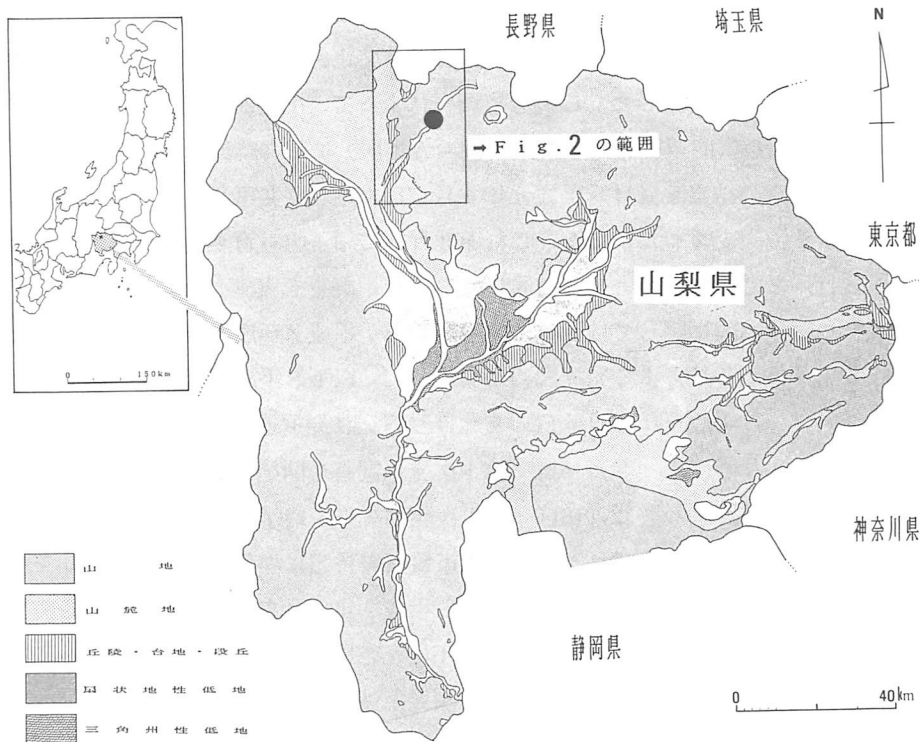 長野県
埼玉県
N
→Fig.2 の範囲
東京都
山梨県
0 150km
神奈川県
静岡県
山地
山麓地
丘陵・台地・段丘
扇状地性低地
三角州性低地
0 40km